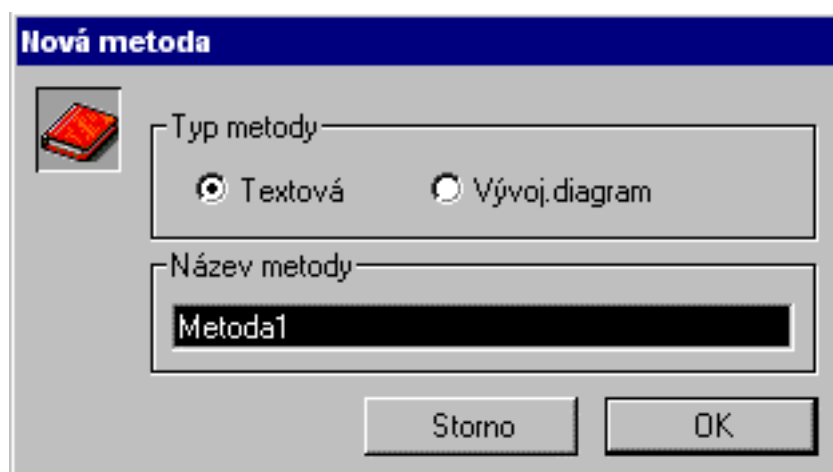 Nová metoda
Typ metody
Textová Vývoj.diagram
Název metody
Metoda1
Storno OK